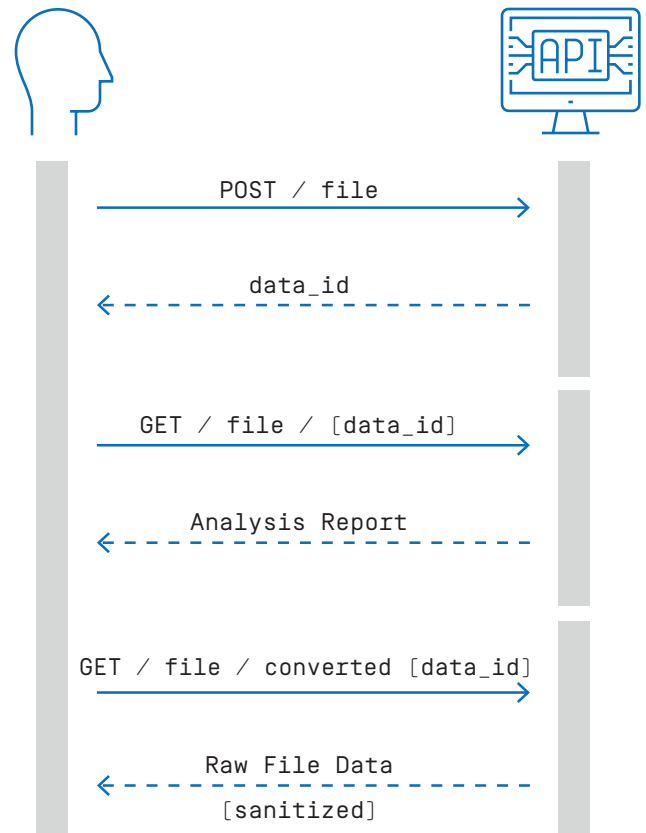 API
POST / file
data_id
GET / file / [data_id]
Analysis Report
GET / file / converted [data_id]
Raw File Data
[sanitized]